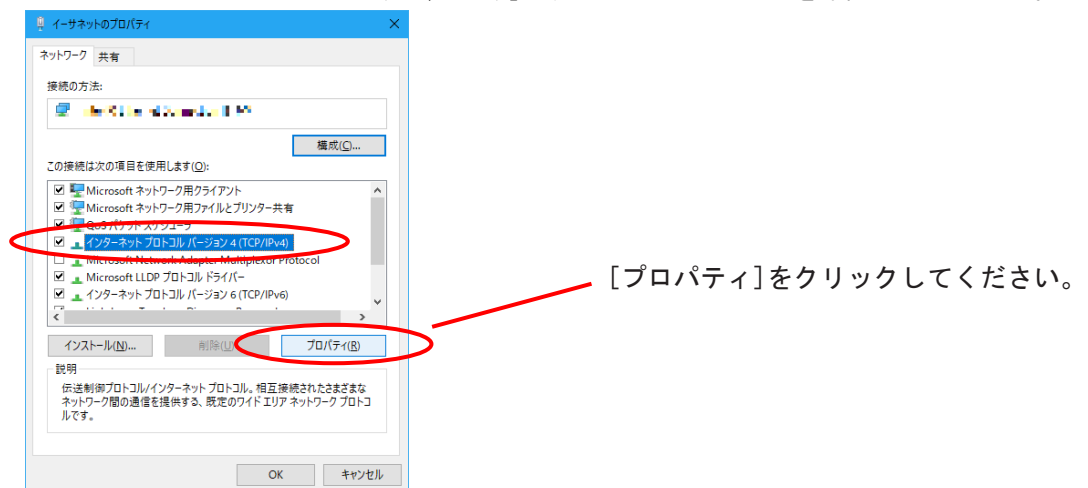 イーサネットのプロパティ
ネットワーク 共有
接続の方法:
構成(C)...
この接続は次の項目を使用します(O):
Microsoft ネットワーク用クライアント
Microsoft ネットワーク用ファイルとプリンター共有
QoS パケット スケジューラ
インターネット プロトコル バージョン 4 (TCP/IPv4)
Microsoft Network Adapter Multiplexor Protocol
Microsoft LLDP プロトコル ドライバー
インターネット プロトコル バージョン 6 (TCP/IPv6)
[プロパティ]をクリックしてください。
インストール(N)... 削除(U) プロパティ(R)
説明
伝送制御プロトコル/インターネット プロトコル。相互接続されたさまざまな
ネットワーク間の通信を提供する、既定のワイド エリア ネットワーク プロトコ
ルです。
OK キャンセル